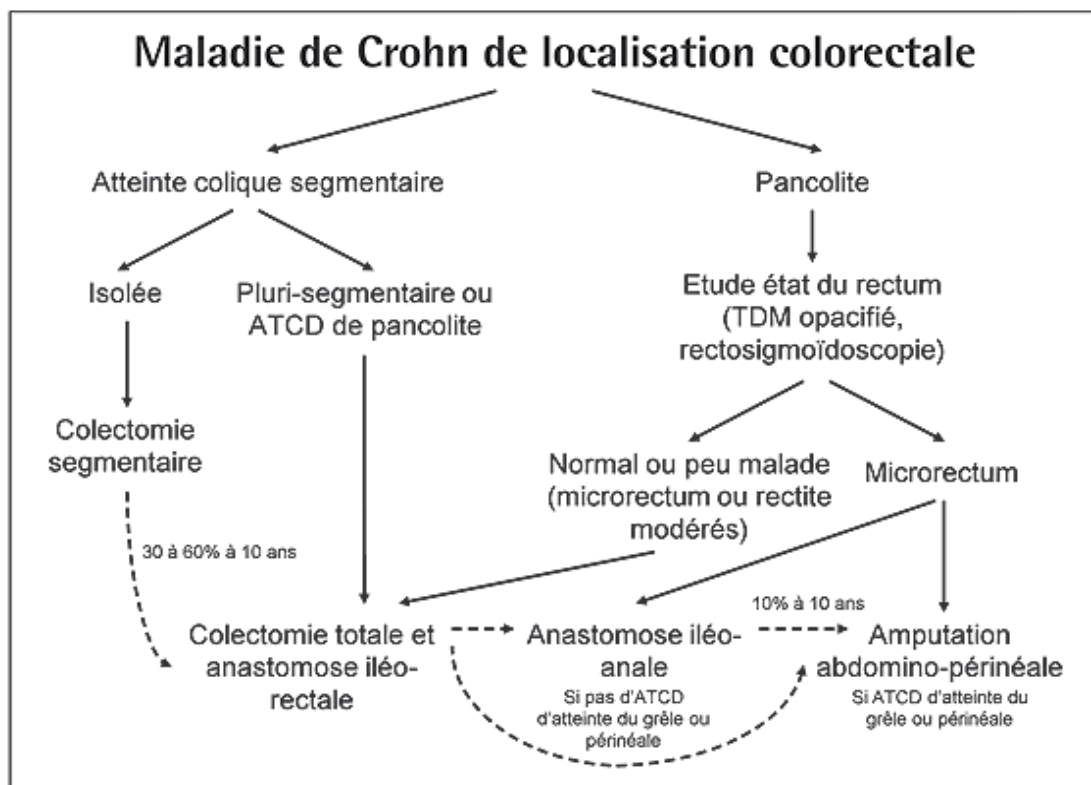 Maladie de Crohn de localisation colorectale
Atteinte colique segmentaire
Pancolite
Isolée
Pluri-segmentaire ou
ATCD de pancolite
Etude état du rectum
(TDM opacifié,
rectosigmoïdoscopie)
Colectomie
segmentaire
Normal ou peu malade
(microrectum ou rectite
modérés)
Microrectum
30 à 60% à 10 ans
10% à 10 ans
Colectomie totale et
anastomose iléo-
rectale
Anastomose iléo-
anale
Si pas d'ATCD
d'atteinte du grêle ou
périnéale
Amputation
abdomino-périnéale
Si ATCD d'atteinte du
grêle ou périnéale